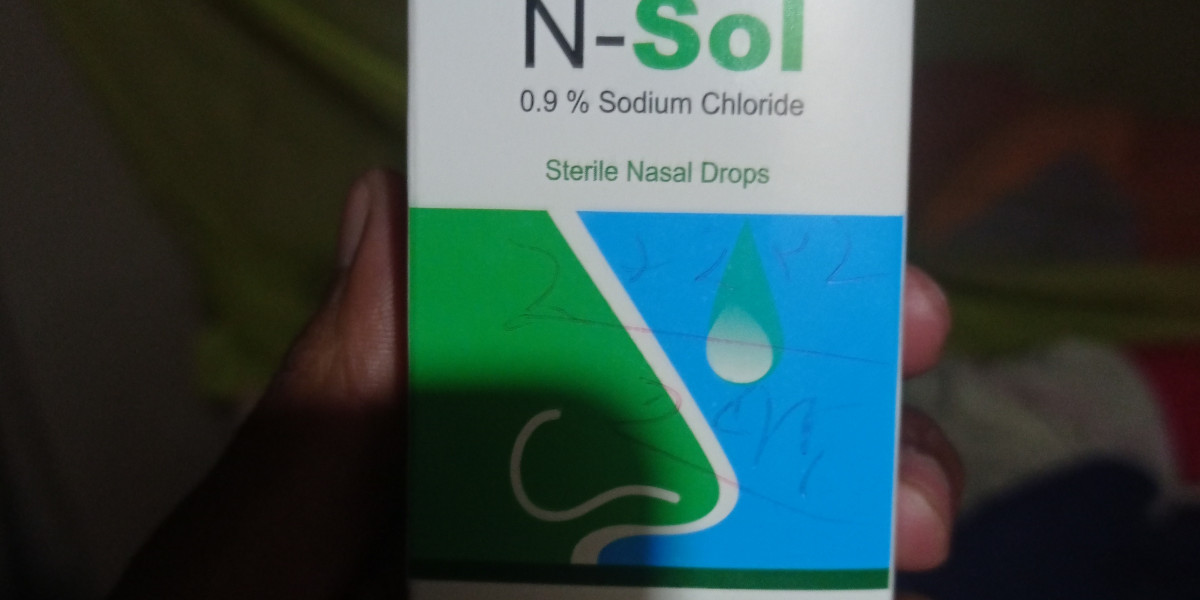 N-Sol
0.9 % Sodium Chloride
Sterile Nasal Drops